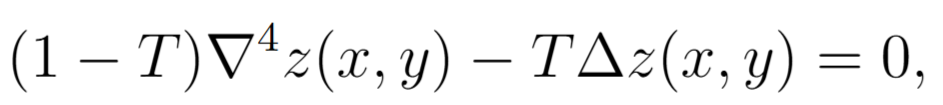 (1 − T)∇⁴z(x, y) − TΔz(x, y) = 0,